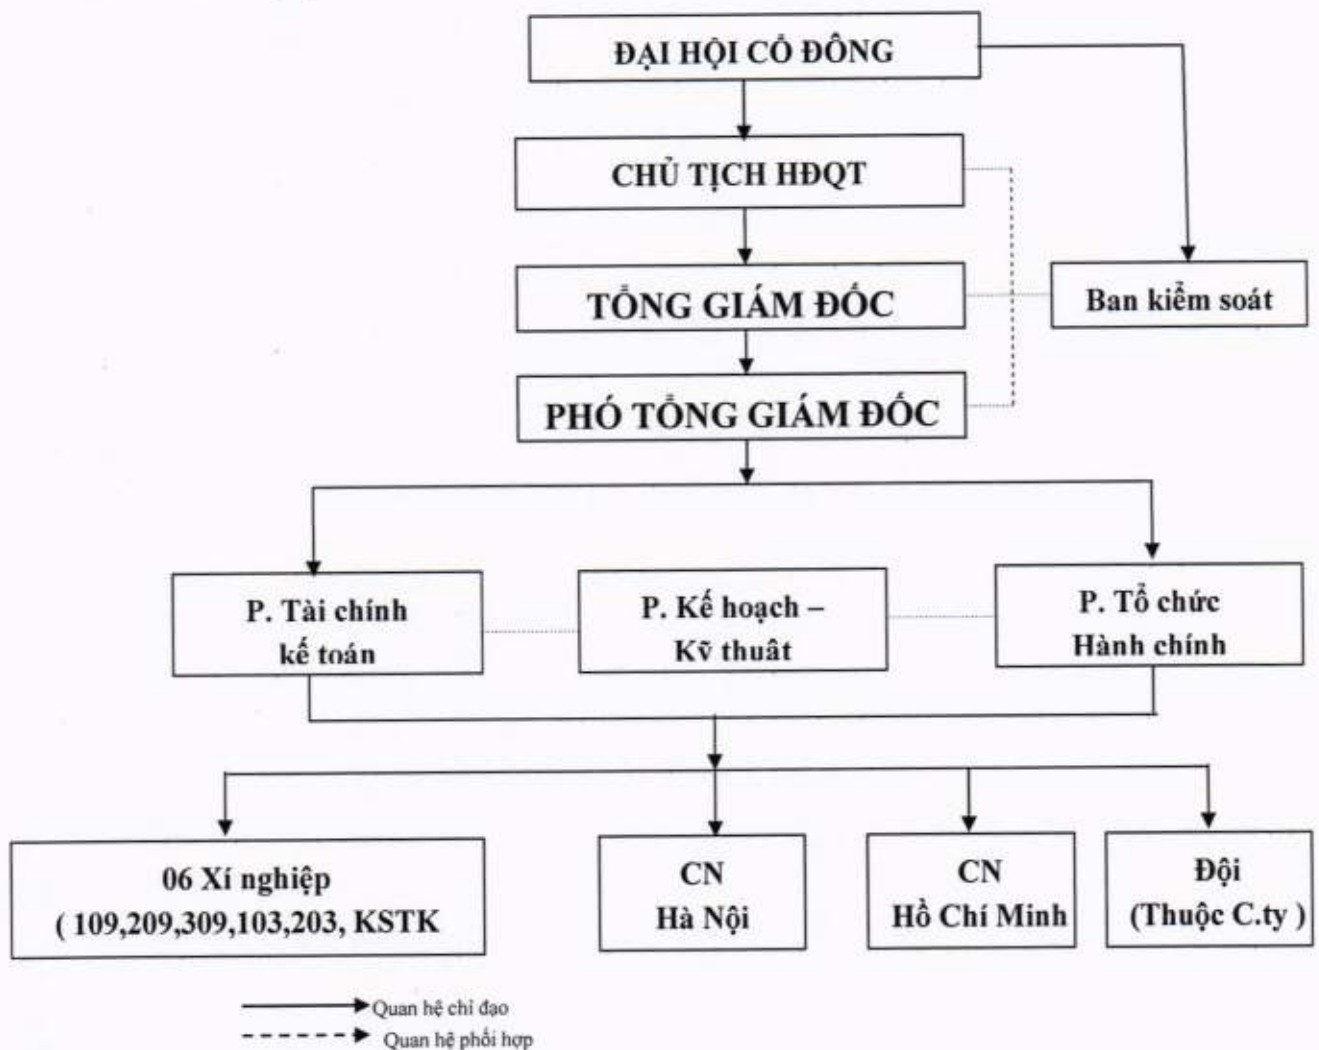 ĐẠI HỘI CỔ ĐÔNG
CHỦ TỊCH HĐQT
TỔNG GIÁM ĐỐC
Ban kiểm soát
PHÓ TỔNG GIÁM ĐỐC
P. Tài chính
kế toán
P. Kế hoạch –
Kỹ thuât
P. Tổ chức
Hành chính
06 Xí nghiệp
( 109,209,309,103,203, KSTK
CN
Hà Nội
CN
Hồ Chí Minh
Đội
(Thuộc C.ty )
Quan hệ chỉ đạo
Quan hệ phối hợp